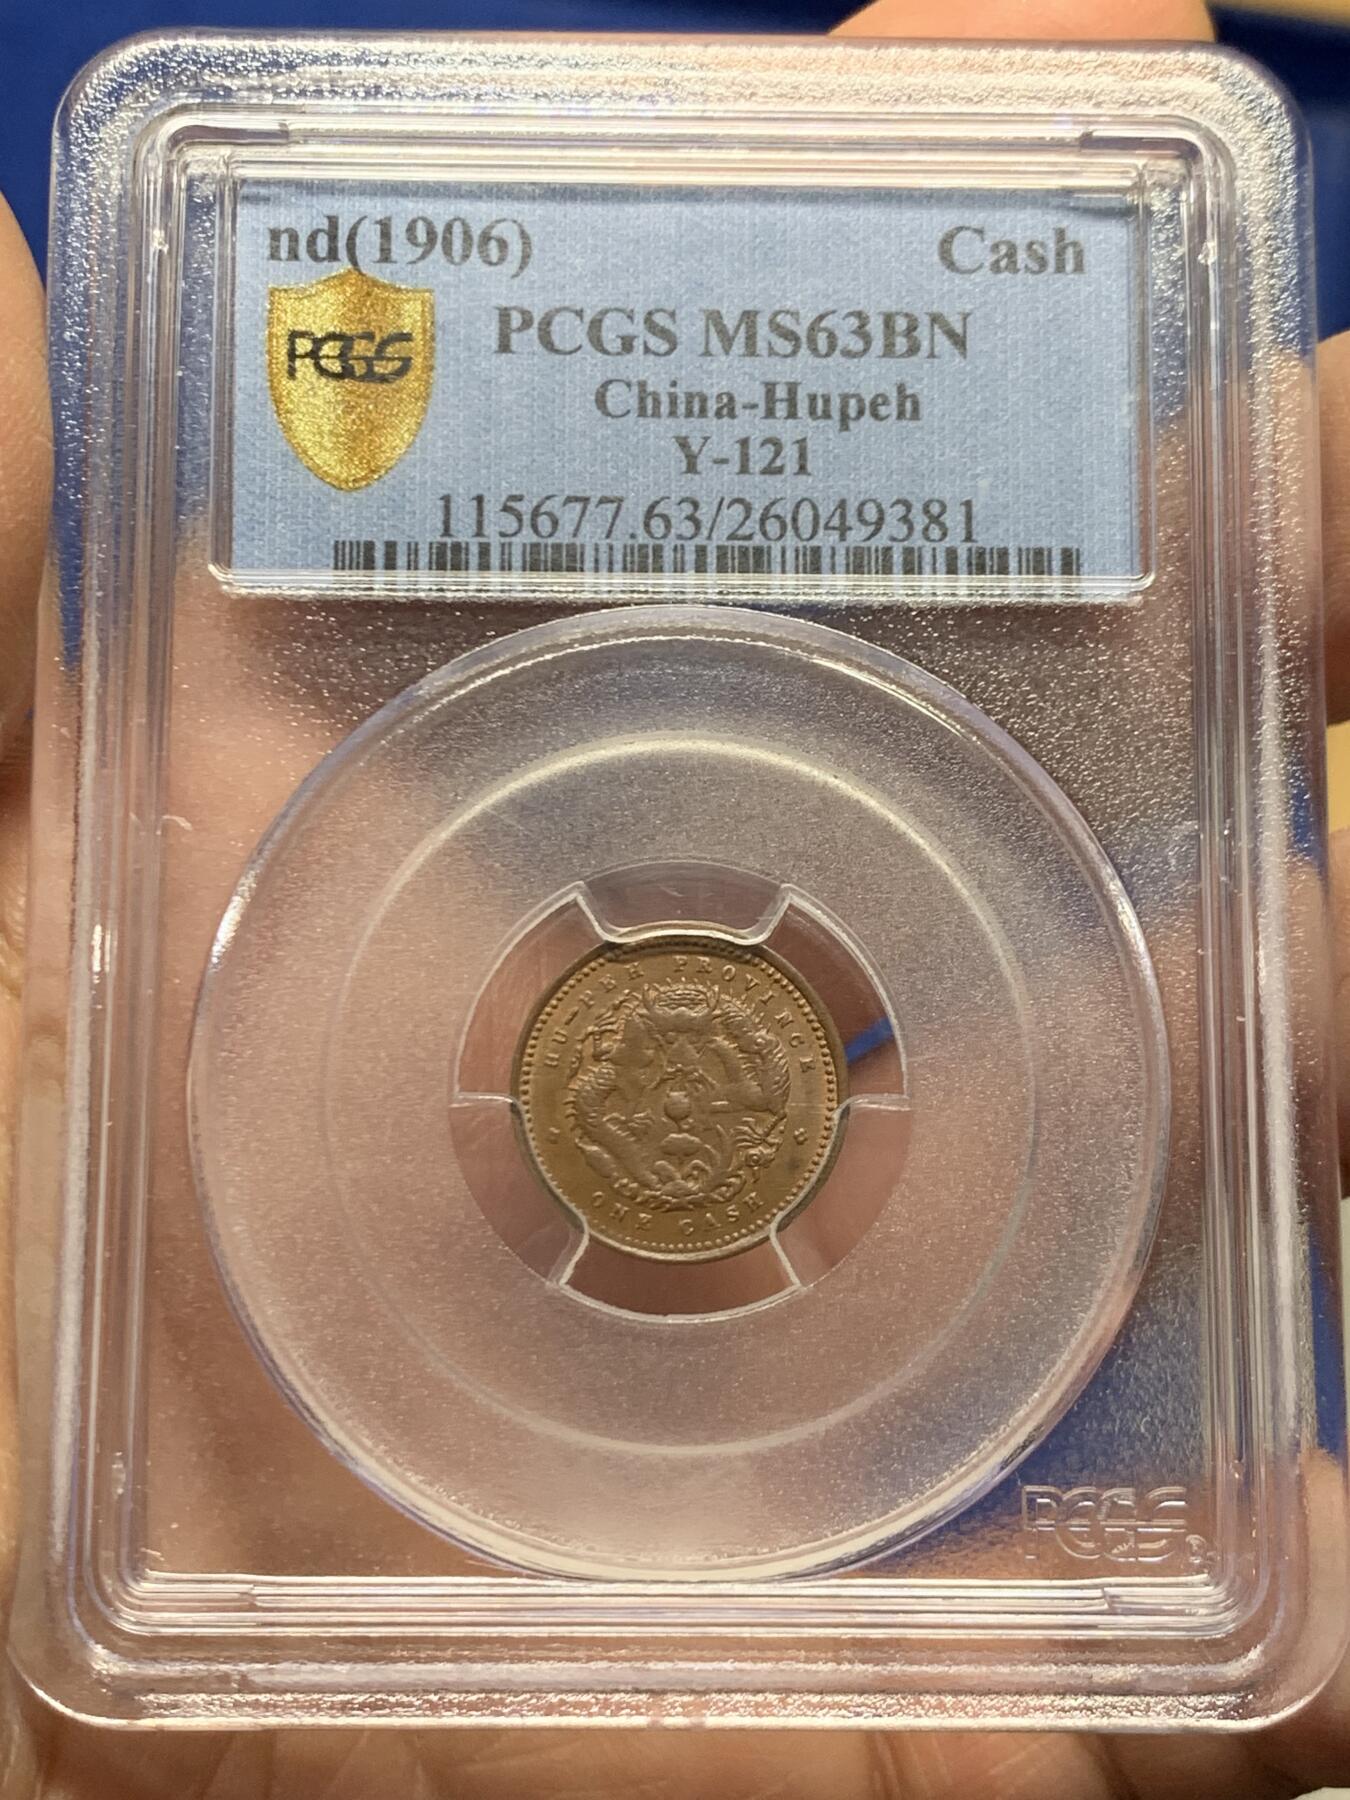 nd(1906) Cash
PCGS
PCGS MS63BN
China-Hupeh
Y-121
115677.63/26049381
HU-PEH PROVINCE
ONE CASH
PCGS